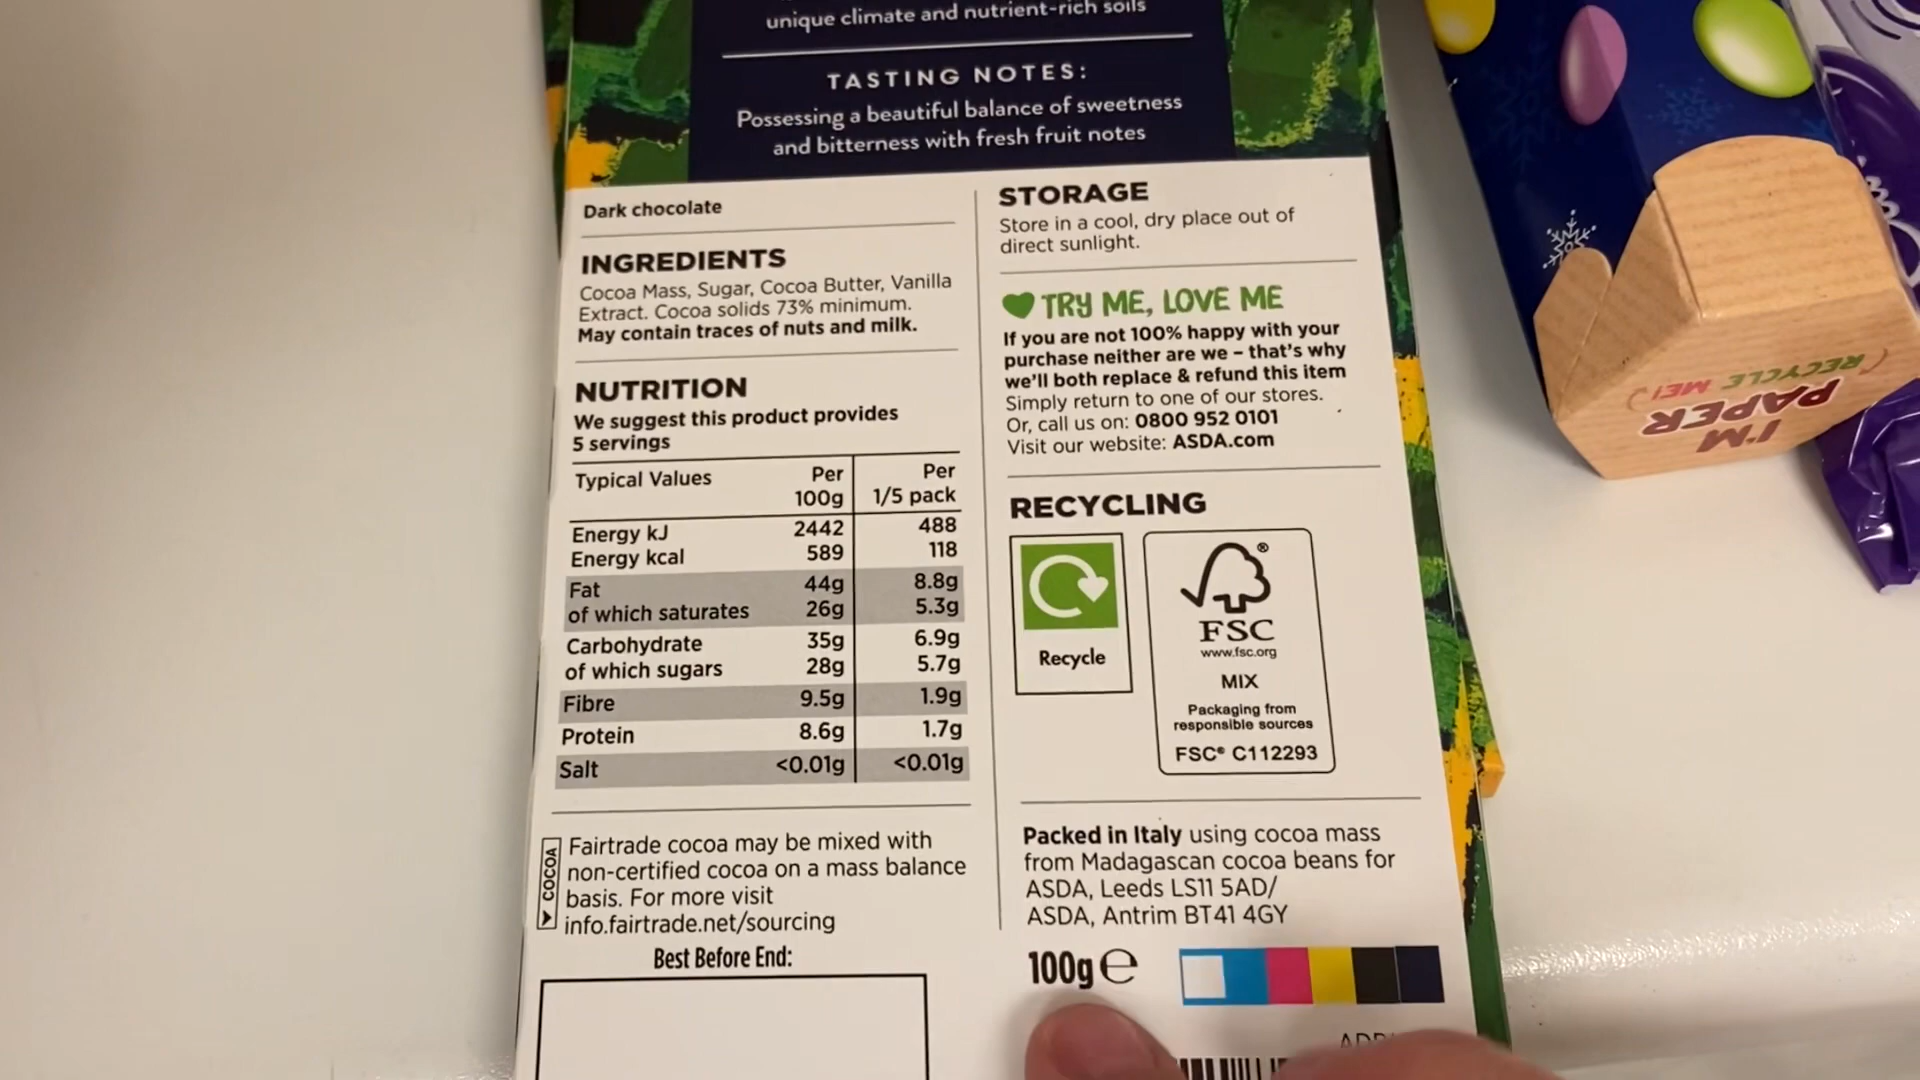 unique climate and nutrient-rich soils
TASTING NOTES:
Possessing a beautiful balance of sweetness
and bitterness with fresh fruit notes
Dark chocolate
INGREDIENTS
Cocoa Mass, Sugar, Cocoa Butter, Vanilla
Extract. Cocoa solids 73% minimum.
May contain traces of nuts and milk.
NUTRITION
We suggest this product provides
5 servings
Typical Values Per 100g Per 1/5 pack
Energy kJ 2442 488
Energy kcal 589 118
Fat 44g 8.8g
of which saturates 26g 5.3g
Carbohydrate 35g 6.9g
of which sugars 28g 5.7g
Fibre 9.5g 1.9g
Protein 8.6g 1.7g
Salt <0.01g <0.01g
COCOA
Fairtrade cocoa may be mixed with
non-certified cocoa on a mass balance
basis. For more visit
info.fairtrade.net/sourcing
Best Before End:
STORAGE
Store in a cool, dry place out of
direct sunlight.
TRY ME, LOVE ME
If you are not 100% happy with your
purchase neither are we – that's why
we'll both replace & refund this item
Simply return to one of our stores.
Or, call us on: 0800 952 0101
Visit our website: ASDA.com
RECYCLING
Recycle
FSC®
www.fsc.org
MIX
Packaging from
responsible sources
FSC® C112293
Packed in Italy using cocoa mass
from Madagascan cocoa beans for
ASDA, Leeds LS11 5AD/
ASDA, Antrim BT41 4GY
100g e
I'M
PAPER
(RECYCLE ME!)